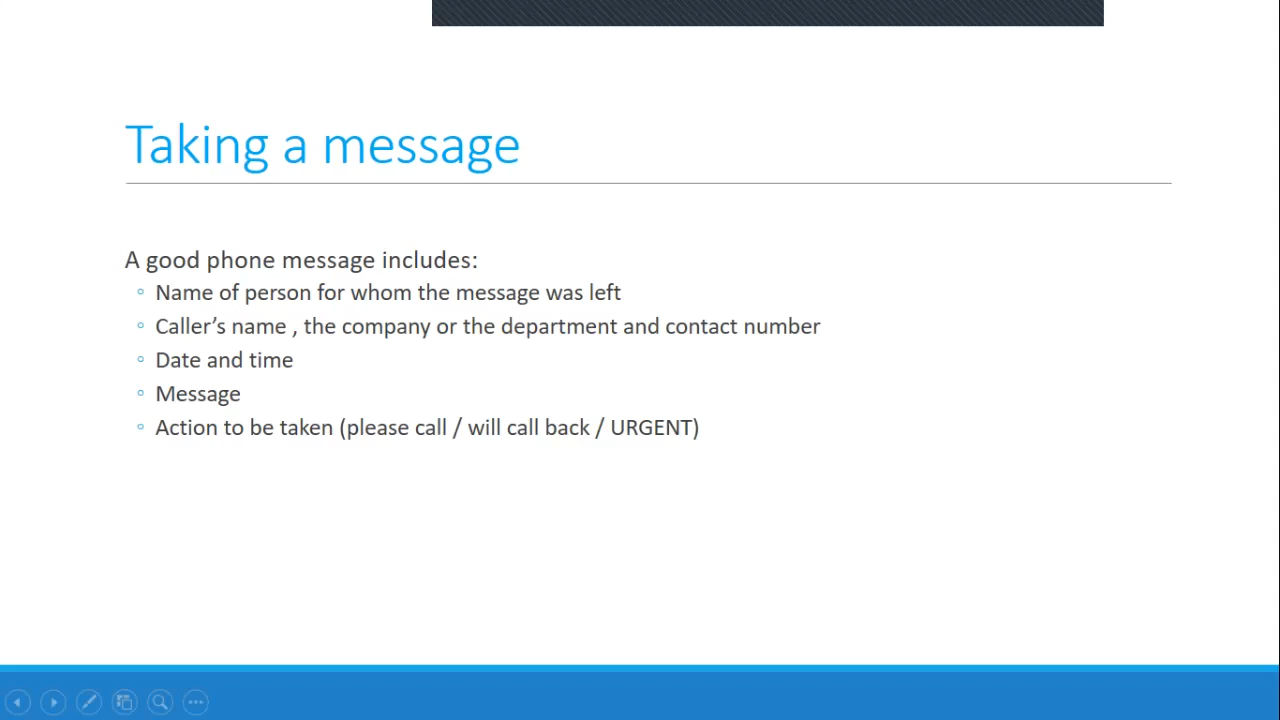 Taking a message
A good phone message includes:
◦ Name of person for whom the message was left
◦ Caller’s name , the company or the department and contact number
◦ Date and time
◦ Message
◦ Action to be taken (please call / will call back / URGENT)